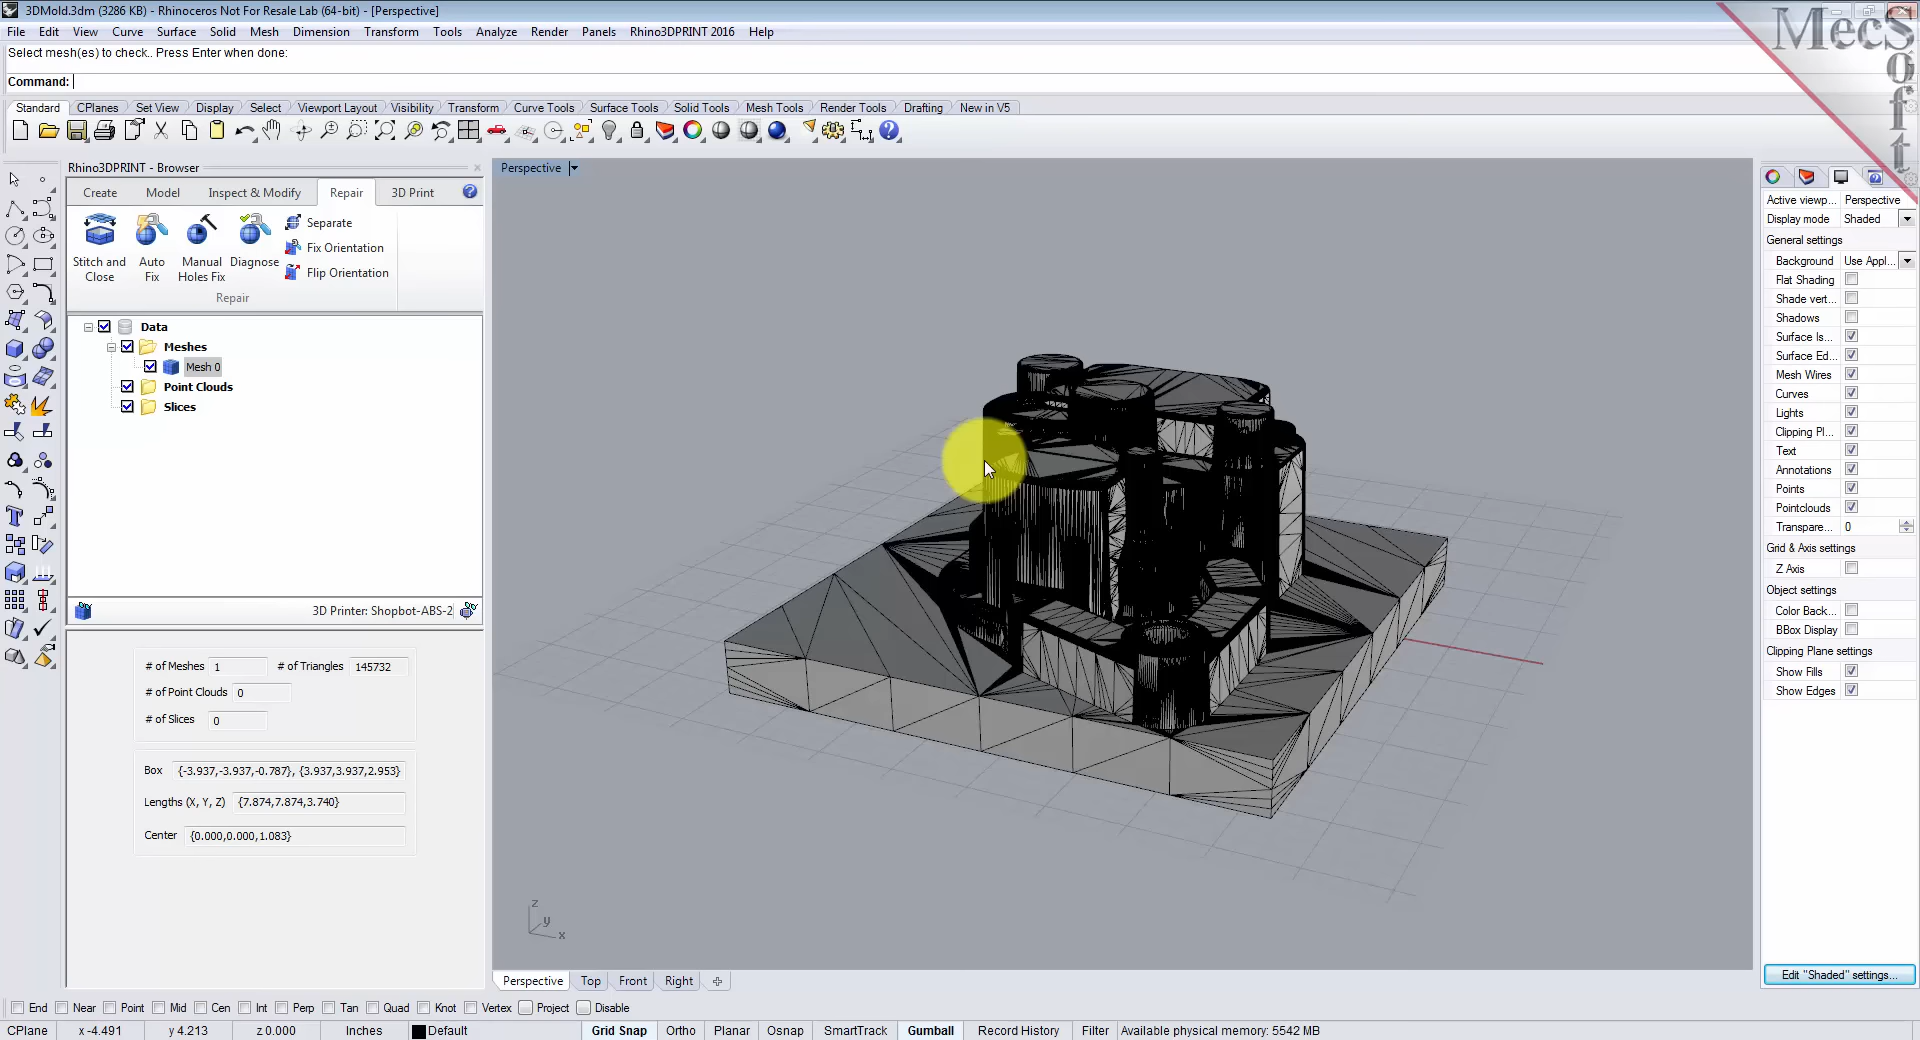 3DMold.3dm (3286 KB) - Rhinoceros Not For Resale Lab (64-bit) - [Perspective]
File Edit View Curve Surface Solid Mesh Dimension Transform Tools Analyze Render Panels Rhino3DPRINT 2016 Help
Select mesh(es) to check.. Press Enter when done:
Command:
MecSoft
Standard CPlanes Set View Display Select Viewport Layout Visibility Transform Curve Tools Surface Tools Solid Tools Mesh Tools Render Tools Drafting New in V5
Rhino3DPRINT - Browser
Create Model Inspect & Modify Repair 3D Print
Stitch and Close
Auto Fix
Manual Holes Fix
Diagnose
Separate
Fix Orientation
Flip Orientation
Repair
Data
Meshes
Mesh 0
Point Clouds
Slices
3D Printer: Shopbot-ABS-2
# of Meshes 1 # of Triangles 145732
# of Point Clouds 0
# of Slices 0
Box {-3.937,-3.937,-0.787}, {3.937,3.937,2.953}
Lengths (X, Y, Z) {7.874,7.874,3.740}
Center {0.000,0.000,1.083}
Perspective
z
y
x
Perspective Top Front Right
Active viewp... Perspective
Display mode Shaded
General settings
Background Use Appl...
Flat Shading
Shade vert...
Shadows
Surface Is...
Surface Ed...
Mesh Wires
Curves
Lights
Clipping Pl...
Text
Annotations
Points
Pointclouds
Transpare... 0
Grid & Axis settings
Z Axis
Object settings
Color Back...
BBox Display
Clipping Plane settings
Show Fills
Show Edges
Edit "Shaded" settings...
End Near Point Mid Cen Int Perp Tan Quad Knot Vertex Project Disable
CPlane x -4.491 y 4.213 z 0.000 Inches Default Grid Snap Ortho Planar Osnap SmartTrack Gumball Record History Filter Available physical memory: 5542 MB